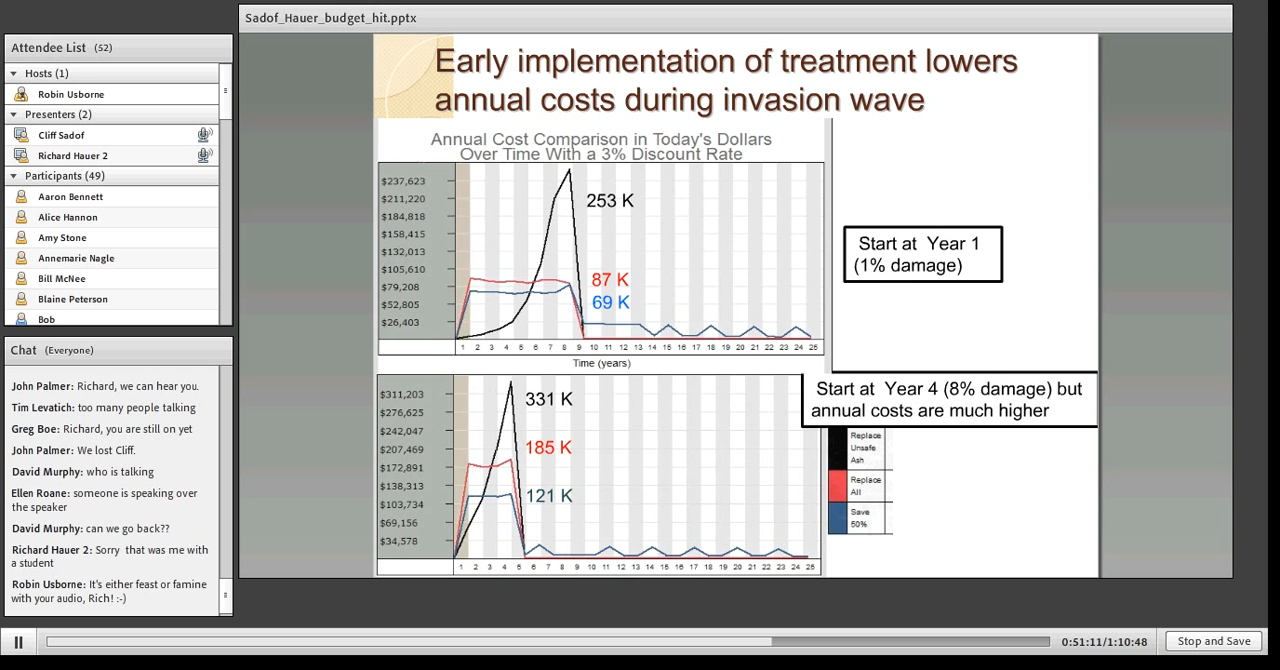 Sadof_Hauer_budget_hit.pptx
Attendee List (52)
Hosts (1)
Robin Usborne
Presenters (2)
Cliff Sadof
Richard Hauer 2
Participants (49)
Aaron Bennett
Alice Hannon
Amy Stone
Annemarie Nagle
Bill McNee
Blaine Peterson
Bob
Chat (Everyone)
John Palmer: Richard, we can hear you.
Tim Levatich: too many people talking
Greg Boe: Richard, you are still on yet
John Palmer: We lost Cliff.
David Murphy: who is talking
Ellen Roane: someone is speaking over
the speaker
David Murphy: can we go back??
Richard Hauer 2: Sorry that was me with
a student
Robin Usborne: It's either feast or famine
with your audio, Rich! :-)
Early implementation of treatment lowers
annual costs during invasion wave
Annual Cost Comparison in Today's Dollars
Over Time With a 3% Discount Rate
$237,623
$211,220
$184,818
$158,415
$132,013
$105,610
$79,208
$52,805
$26,403
253 K
87 K
69 K
1 2 3 4 5 6 7 8 9 10 11 12 13 14 15 16 17 18 19 20 21 22 23 24 25
Time (years)
Start at Year 1
(1% damage)
$311,203
$276,625
$242,047
$207,469
$172,891
$138,313
$103,734
$69,156
$34,578
331 K
185 K
121 K
1 2 3 4 5 6 7 8 9 10 11 12 13 14 15 16 17 18 19 20 21 22 23 24 25
Start at Year 4 (8% damage) but
annual costs are much higher
Replace
Unsafe
Ash
Replace
All
Save
50%
0:51:11/1:10:48
Stop and Save